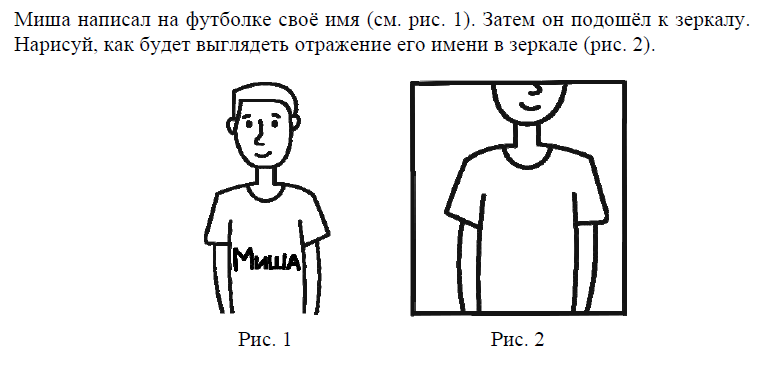 Миша написал на футболке своё имя (см. рис. 1). Затем он подошёл к зеркалу.
Нарисуй, как будет выглядеть отражение его имени в зеркале (рис. 2).
Миша
Рис. 1
Рис. 2